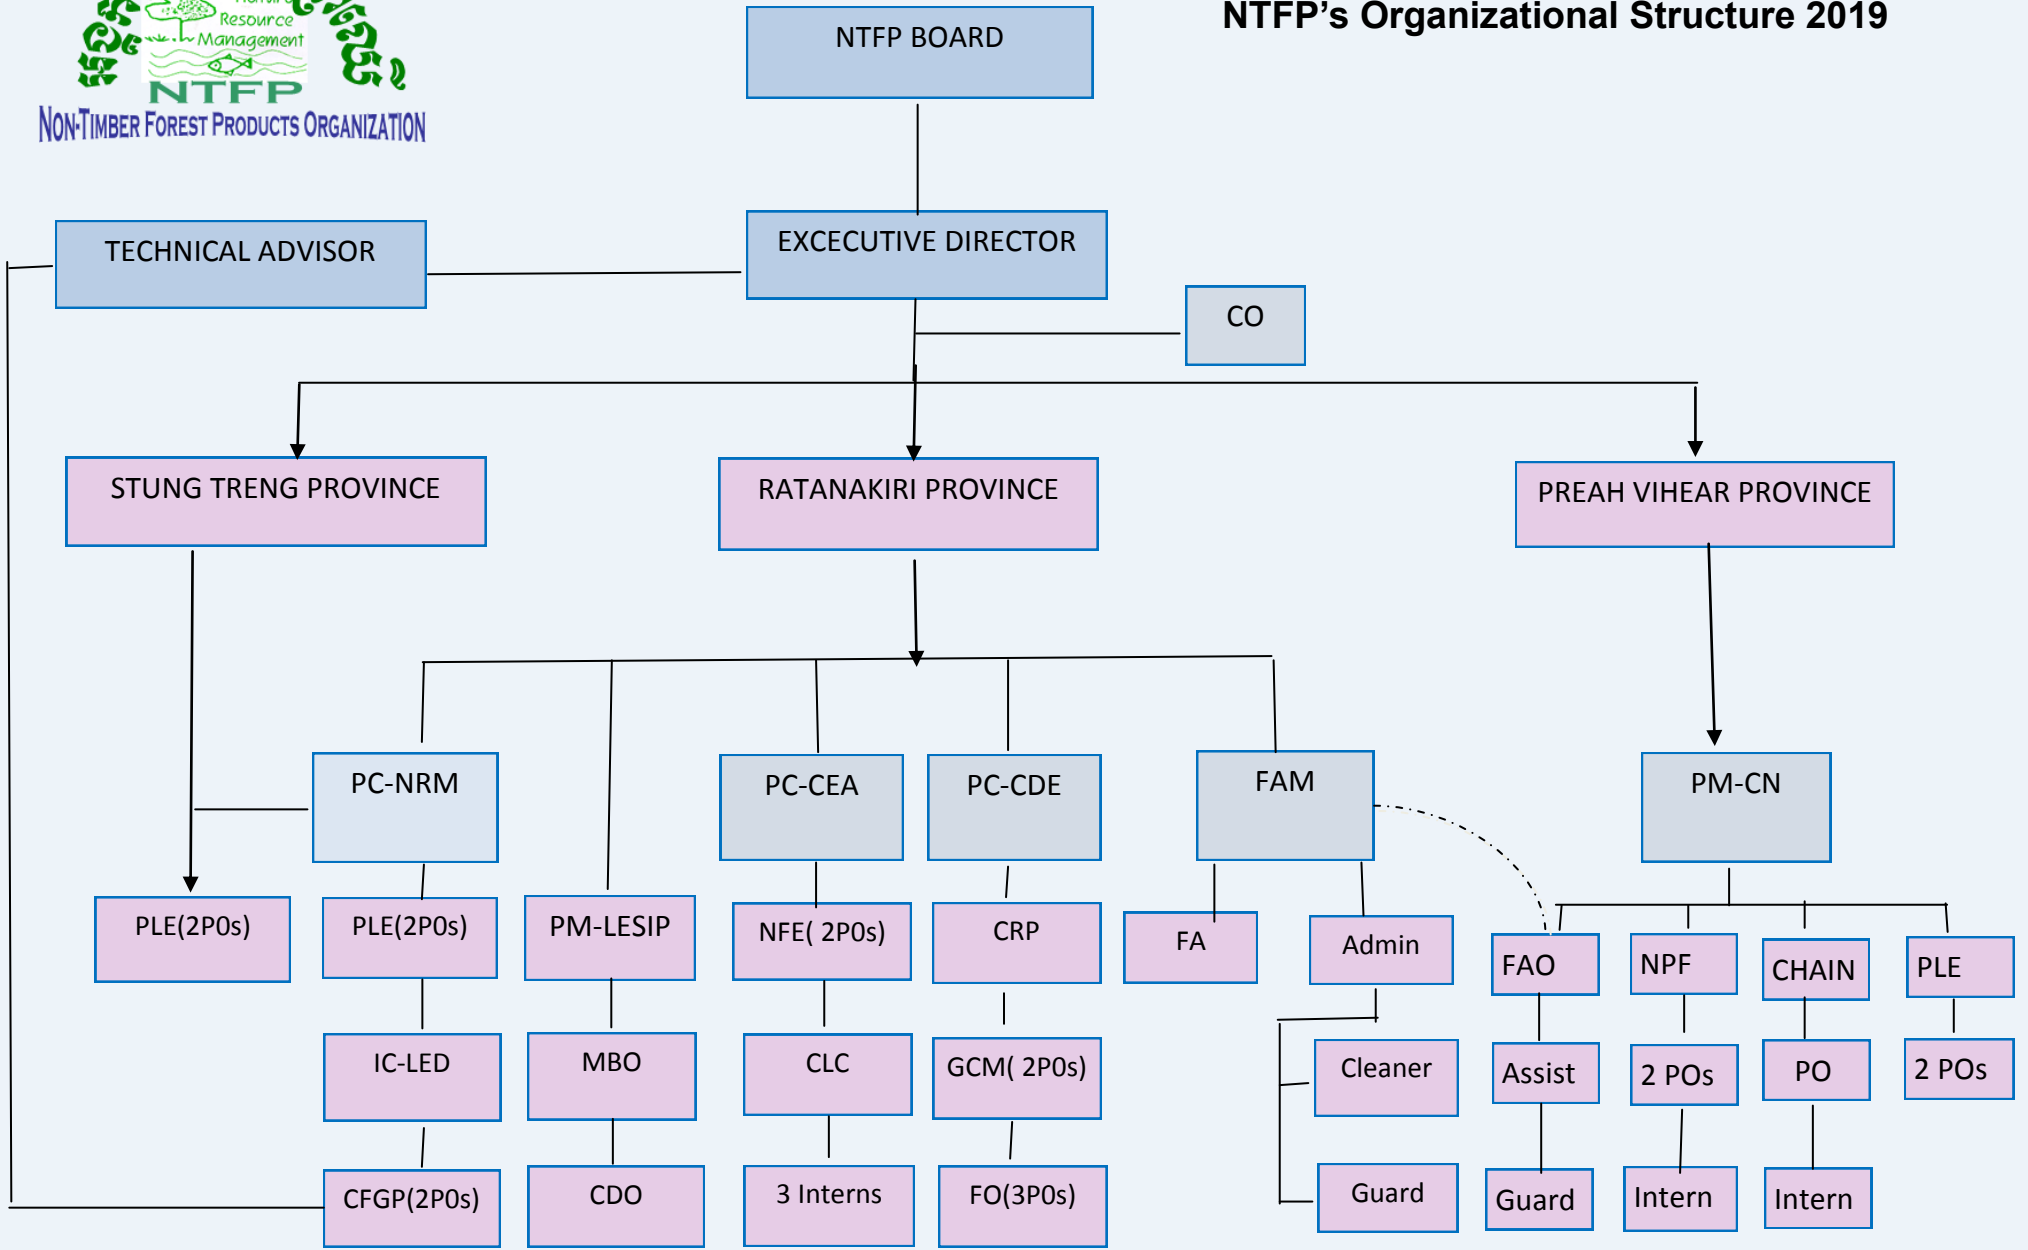 NTFP's Organizational Structure 2019
Resource
Management
NTFP
NON-TIMBER FOREST PRODUCTS ORGANIZATION
NTFP BOARD
TECHNICAL ADVISOR
EXCECUTIVE DIRECTOR
CO
STUNG TRENG PROVINCE
RATANAKIRI PROVINCE
PREAH VIHEAR PROVINCE
PC-NRM
PC-CEA
PC-CDE
FAM
PM-CN
PLE(2P0s)
PLE(2P0s)
PM-LESIP
NFE( 2P0s)
CRP
FA
Admin
FAO
NPF
CHAIN
PLE
IC-LED
MBO
CLC
GCM( 2P0s)
Cleaner
Assist
2 POs
PO
2 POs
CFGP(2P0s)
CDO
3 Interns
FO(3P0s)
Guard
Guard
Intern
Intern